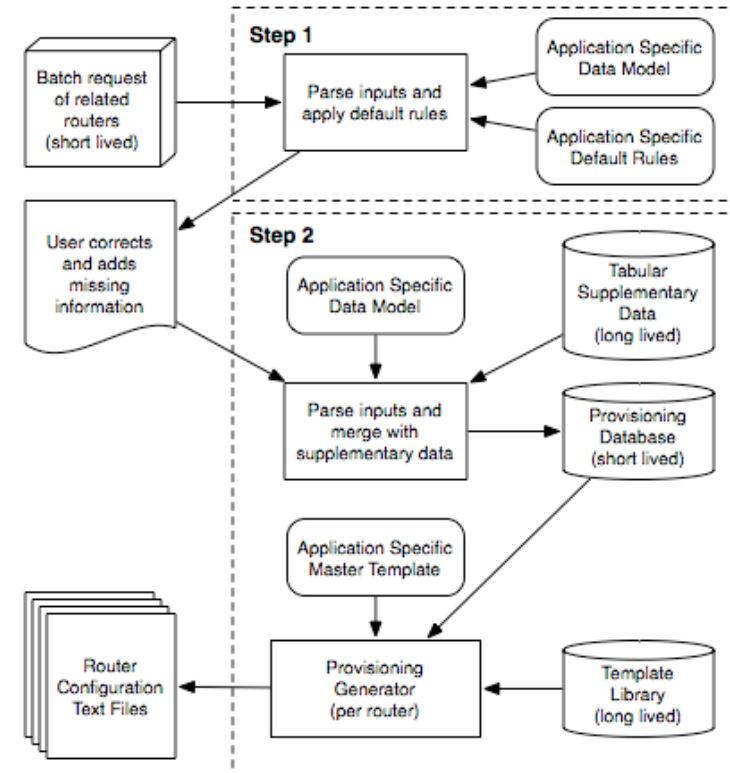 Step 1
Batch request
of related
routers
(short lived)
Parse inputs and
apply default rules
Application Specific
Data Model
Application Specific
Default Rules
User corrects
and adds
missing
information
Step 2
Application Specific
Data Model
Tabular
Supplementary
Data
(long lived)
Parse inputs and
merge with
supplementary data
Provisioning
Database
(short lived)
Application Specific
Master Template
Router
Configuration
Text Files
Provisioning
Generator
(per router)
Template
Library
(long lived)